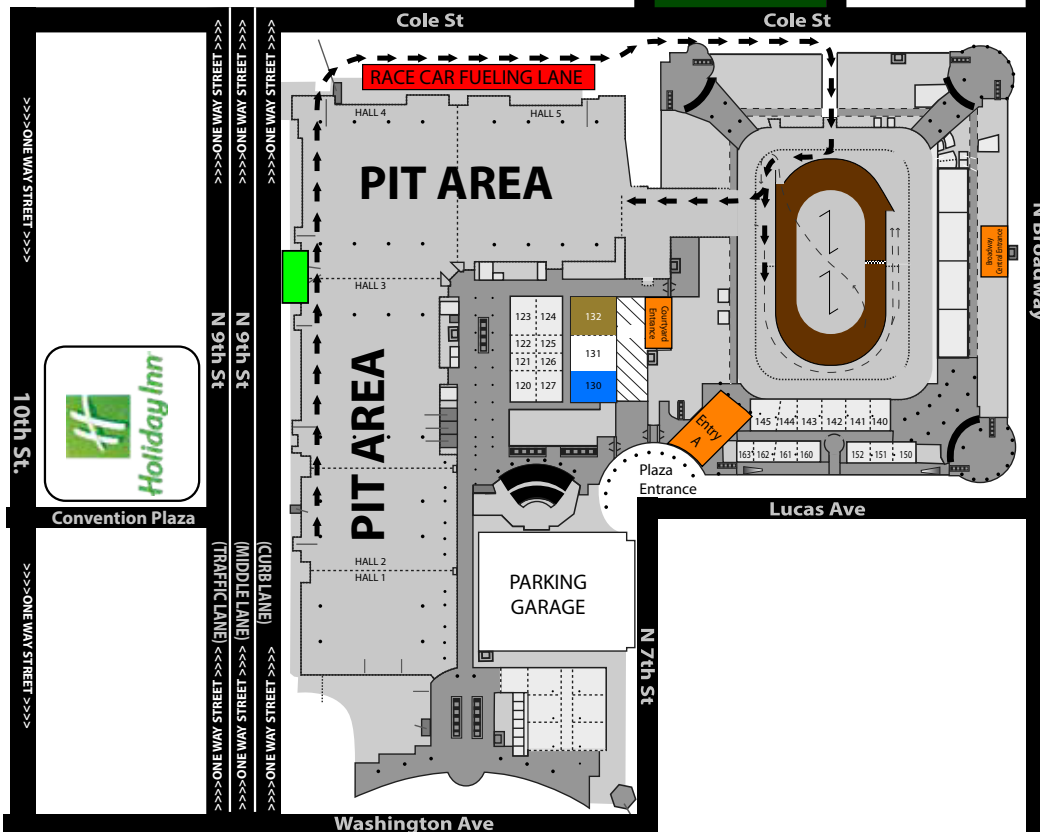 Cole St
Cole St
>>>>ONE WAY STREET >>>>
>>>>ONE WAY STREET >>>>
>>>>ONE WAY STREET >>>>
>>>>ONE WAY STREET >>>>
RACE CAR FUELING LANE
HALL 4
HALL 5
PIT AREA
N Broadway
Broadway
Central Entrance
HALL 3
123
124
132
Courtyard
Entrance
122
125
131
121
126
120
127
130
N 9th St
N 9th St
10th St.
H
Holiday Inn
PIT AREA
Entry
A
145
144
143
142
141
140
163
162
161
160
152
151
150
Plaza
Entrance
Convention Plaza
Lucas Ave
(TRAFFIC LANE)
(MIDDLE LANE)
(CURB LANE)
HALL 2
HALL 1
PARKING
GARAGE
N 7th St
>>>>ONE WAY STREET >>>>
>>>>ONE WAY STREET >>>>
>>>>ONE WAY STREET >>>>
>>>>ONE WAY STREET >>>>
Washington Ave